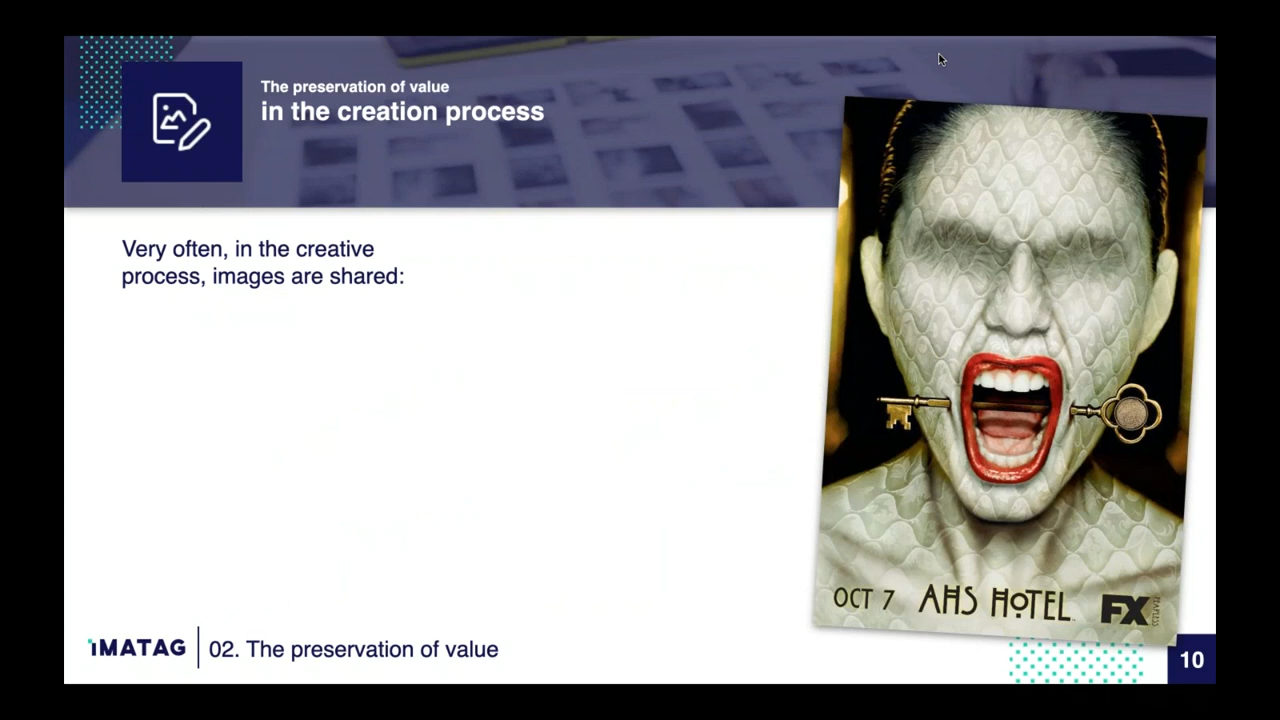 The preservation of value
in the creation process
Very often, in the creative
process, images are shared:
OCT 7 AHS HOTEL FX FEARLESS
iMATAG 02. The preservation of value
10